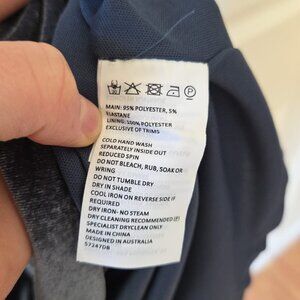 MAIN: 95% POLYESTER, 5%
ELASTANE
LINING: 100% POLYESTER
EXCLUSIVE OF TRIMS
COLD HAND WASH
SEPARATELY INSIDE OUT
REDUCED SPIN
DO NOT BLEACH, RUB, SOAK OR
WRING
DO NOT TUMBLE DRY
DRY IN SHADE
COOL IRON ON REVERSE SIDE IF
REQUIRED
DRY IRON- NO STEAM
DRY CLEANING RECOMMENDED (P)
SPECIALIST DRYCLEAN ONLY
MADE IN CHINA
DESIGNED IN AUSTRALIA
57247DB